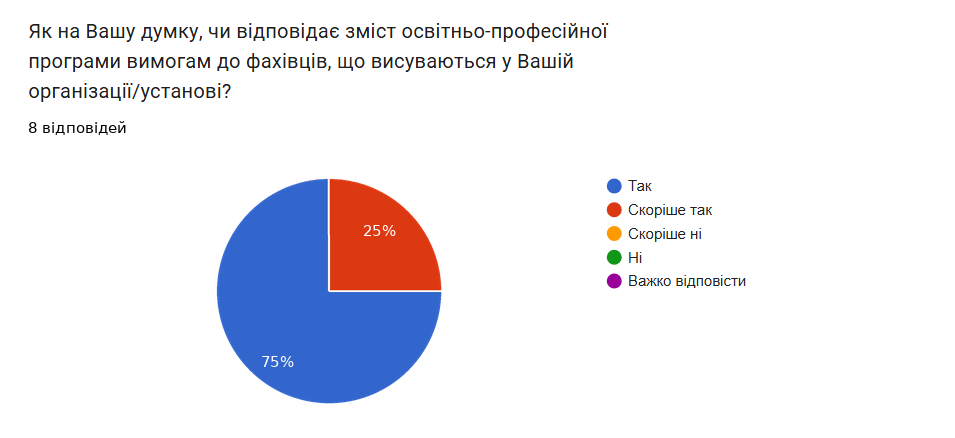 Як на Вашу думку, чи відповідає зміст освітньо-професійної
програми вимогам до фахівців, що висуваються у Вашій
організації/установі?
8 відповідей
25%
75%
Так
Скоріше так
Скоріше ні
Ні
Важко відповісти